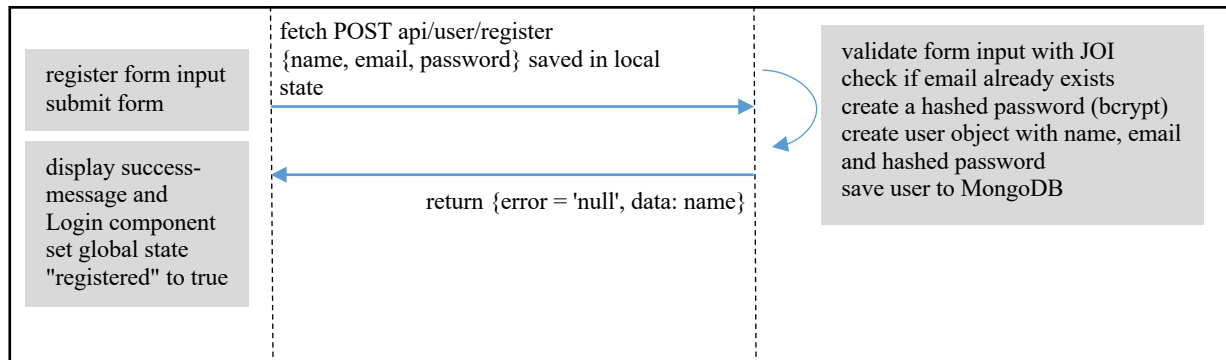 register form input
submit form
fetch POST api/user/register
{name, email, password} saved in local
state
validate form input with JOI
check if email already exists
create a hashed password (bcrypt)
create user object with name, email
and hashed password
save user to MongoDB
return {error = 'null', data: name}
display success-
message and
Login component
set global state
"registered" to true